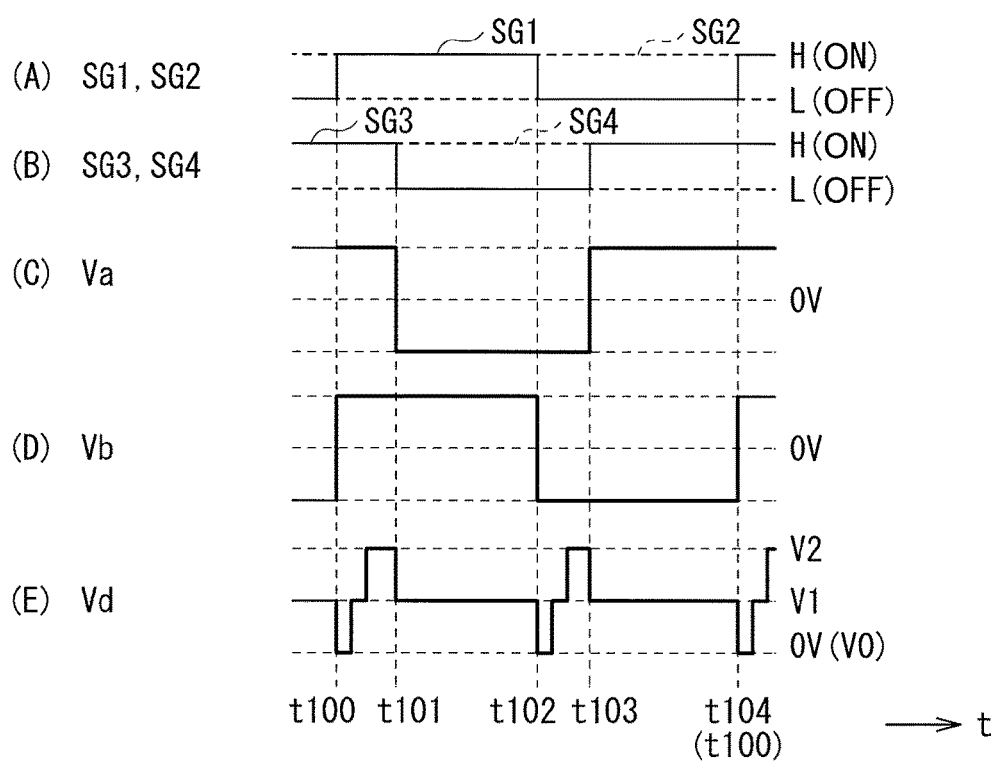 SG1 SG2
(A) SG1, SG2 H(ON)
L(OFF)
SG3 SG4
(B) SG3, SG4 H(ON)
L(OFF)
(C) Va 0V
(D) Vb 0V
V2
(E) Vd V1
0V(V0)
t100 t101 t102 t103 t104 t
(t100)